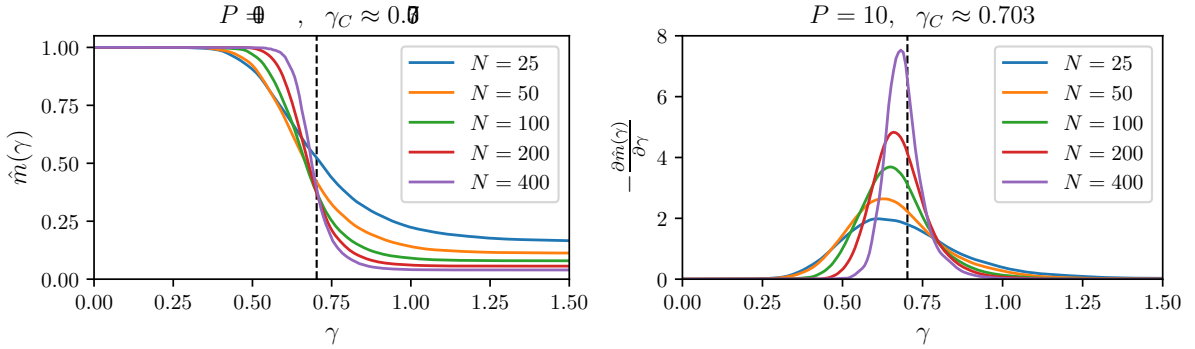 P = , γ_C ≈ 0.
1.00
0.75
0.50
0.25
0.00
m̂(γ)
N = 25
N = 50
N = 100
N = 200
N = 400
0.00 0.25 0.50 0.75 1.00 1.25 1.50
γ
P = 10, γ_C ≈ 0.703
8
6
4
2
0
−∂m̂(γ)/∂γ
N = 25
N = 50
N = 100
N = 200
N = 400
0.00 0.25 0.50 0.75 1.00 1.25 1.50
γ